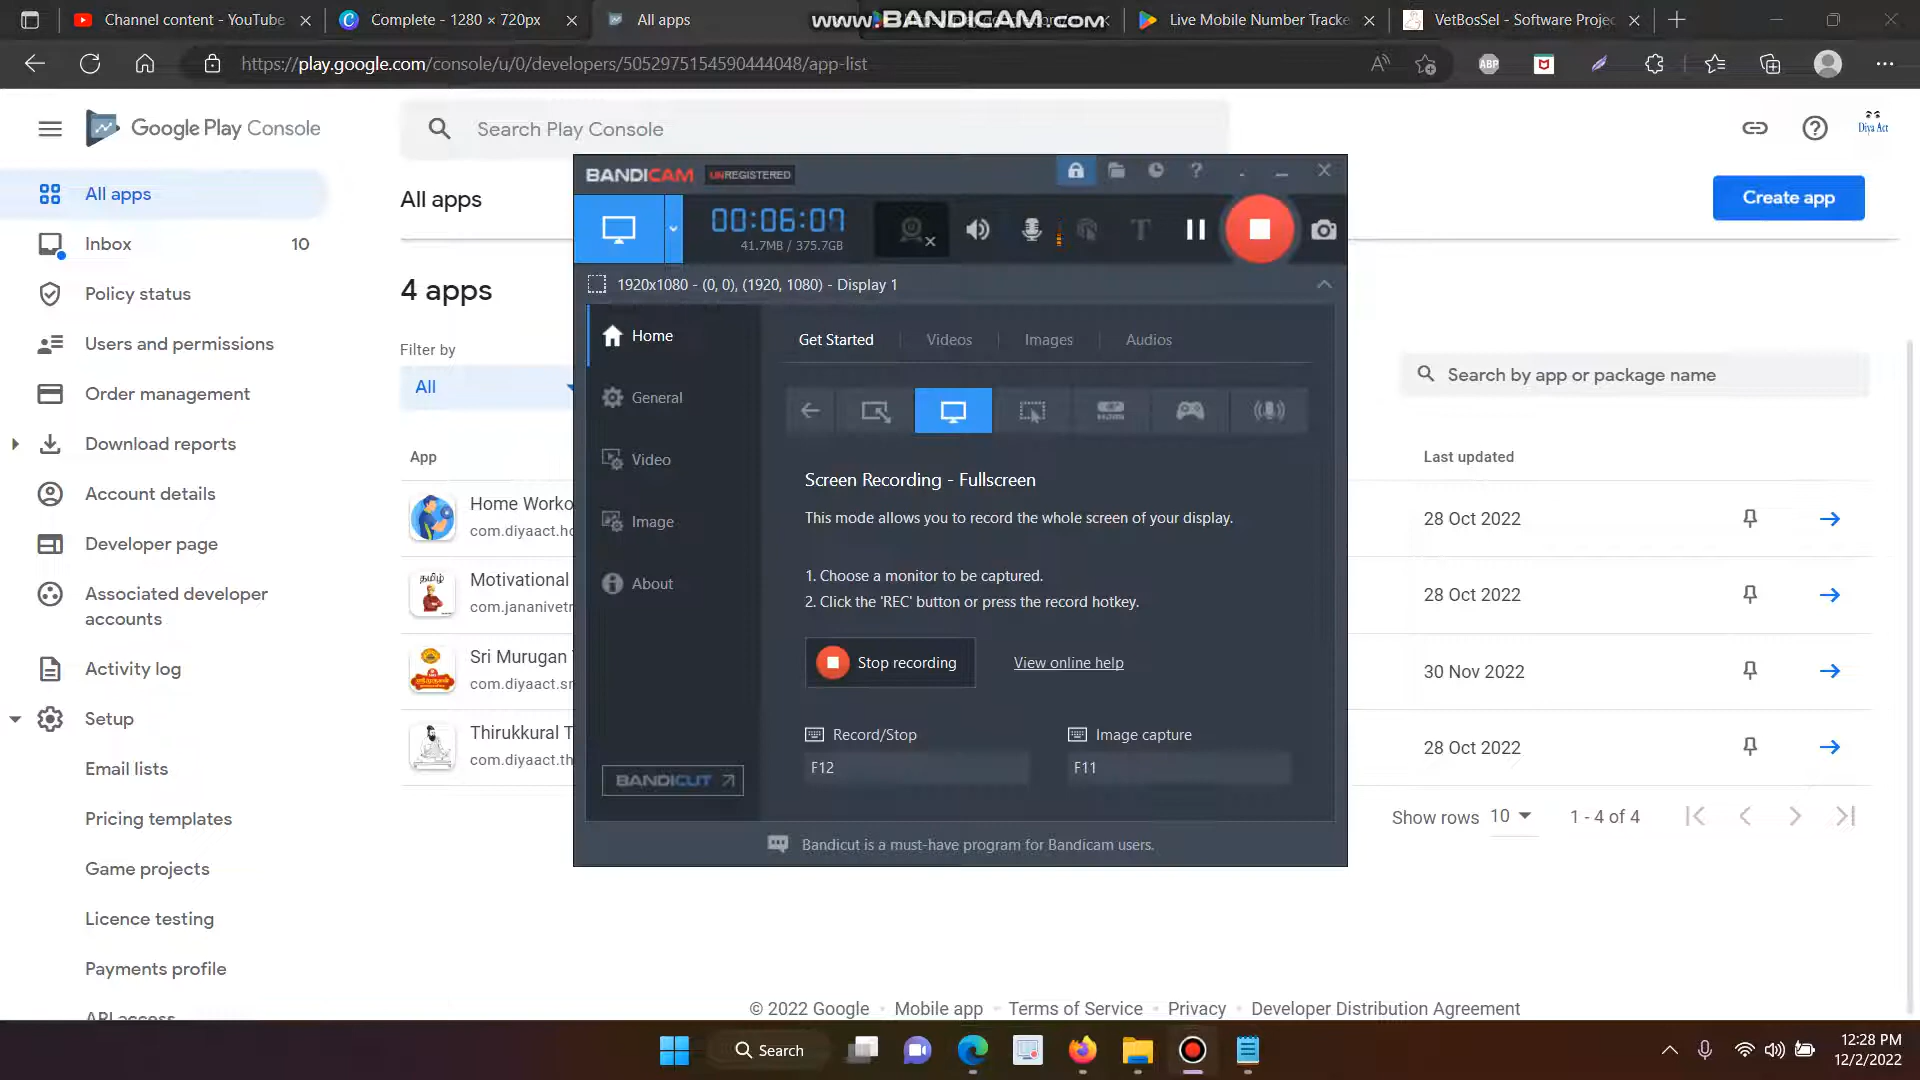 Channel content - YouTube
Complete - 1280 × 720px
All apps
www.BANDICAM.com
Live Mobile Number Tracke
VetBosSel - Software Projec
https://play.google.com/console/u/0/developers/5052975154590444048/app-list
ABP
Google Play Console
Search Play Console
Diya Act
All apps
Inbox
10
Policy status
Users and permissions
Order management
Download reports
Account details
Developer page
Associated developer
accounts
Activity log
Setup
Email lists
Pricing templates
Game projects
Licence testing
Payments profile
API access
All apps
Create app
4 apps
Filter by
All
Search by app or package name
App
Last updated
Home Worko
com.diyaact.ho
28 Oct 2022
தமிழ்
Motivational
com.jananivetr
28 Oct 2022
Sri Murugan T
com.diyaact.sr
30 Nov 2022
Thirukkural T
com.diyaact.th
28 Oct 2022
Show rows
10
1 - 4 of 4
BANDICAM
UNREGISTERED
00:06:07
41.7MB / 375.7GB
1920x1080 - (0, 0), (1920, 1080) - Display 1
Home
General
Video
Image
About
BANDICUT
Get Started
Videos
Images
Audios
HDMI
Screen Recording - Fullscreen
This mode allows you to record the whole screen of your display.
1. Choose a monitor to be captured.
2. Click the 'REC' button or press the record hotkey.
Stop recording
View online help
Record/Stop
Image capture
F12
F11
Bandicut is a must-have program for Bandicam users.
© 2022 Google
Mobile app
Terms of Service
Privacy
Developer Distribution Agreement
Search
12:28 PM
12/2/2022